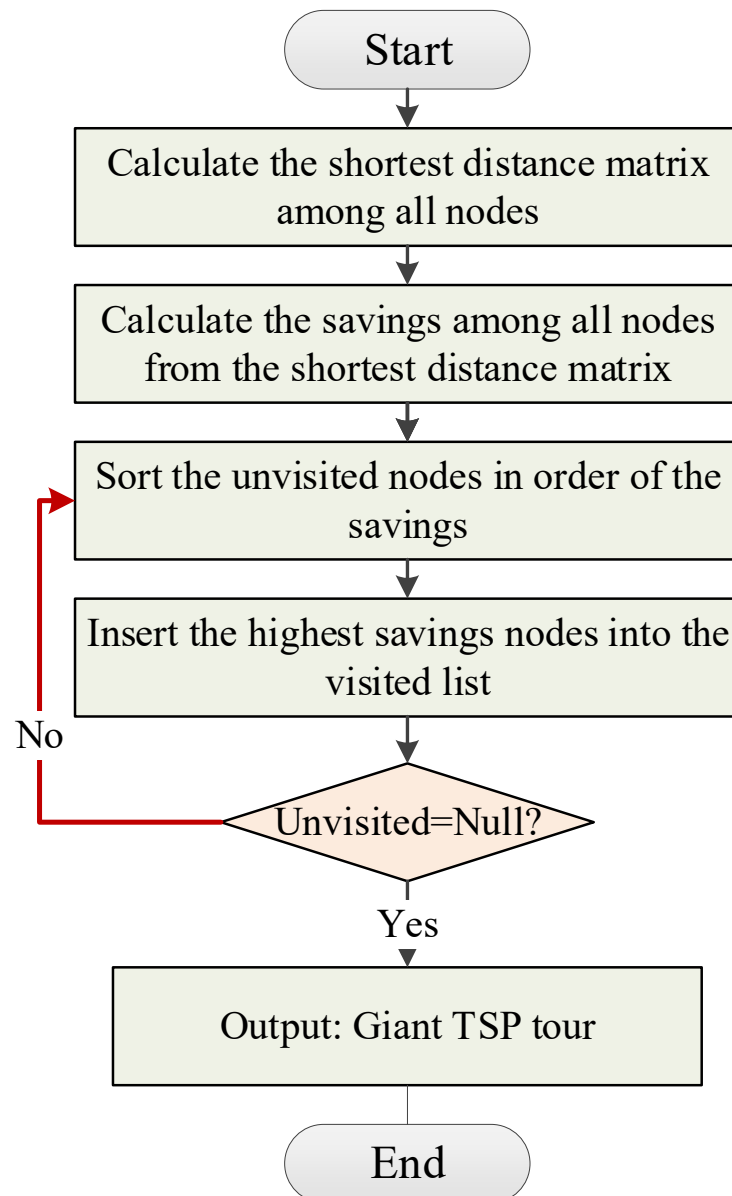 Start
Calculate the shortest distance matrix
among all nodes
Calculate the savings among all nodes
from the shortest distance matrix
Sort the unvisited nodes in order of the
savings
Insert the highest savings nodes into the
visited list
No
Unvisited=Null?
Yes
Output: Giant TSP tour
End